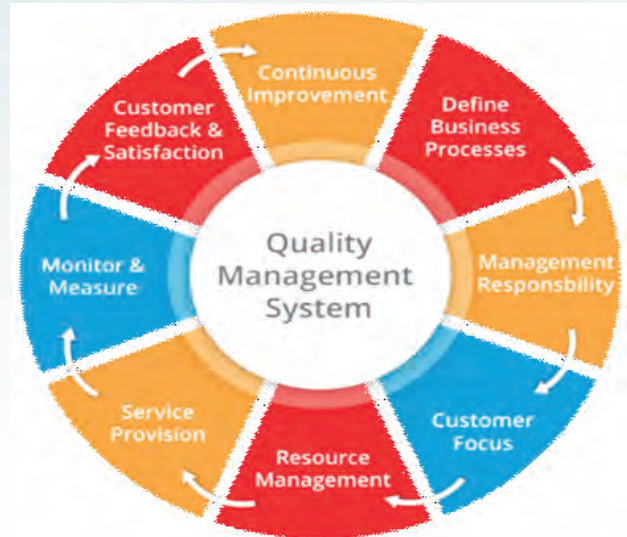 Quality
Management
System
Continuous
Improvement
Define
Business
Processes
Management
Responsbility
Customer
Focus
Resource
Management
Service
Provision
Monitor &
Measure
Customer
Feedback &
Satisfaction